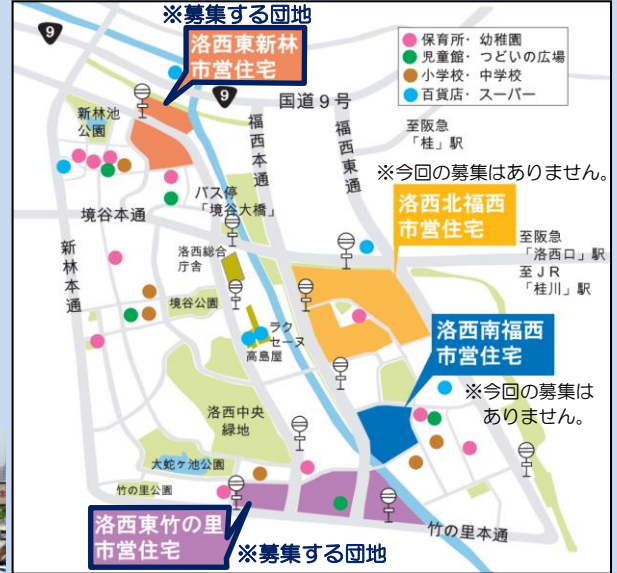 ※募集する団地
9
洛西東新林
市営住宅
保育所・幼稚園
児童館・つどいの広場
小学校・中学校
百貨店・スーパー
9
国道9号
新林池
公園
福西本通
福西東通
至阪急
「桂」駅
※今回の募集はありません。
バス停
「境谷大橋」
洛西北福西
市営住宅
境谷本通
新林本通
洛西総合
庁舎
至阪急
「洛西口」駅
至JR
「桂川」駅
境谷公園
ラク
セーヌ
高島屋
洛西南福西
市営住宅
※今回の募集は
ありません。
洛西中央
緑地
大蛇ヶ池公園
竹の里公園
洛西東竹の里
市営住宅
※募集する団地
竹の里本通